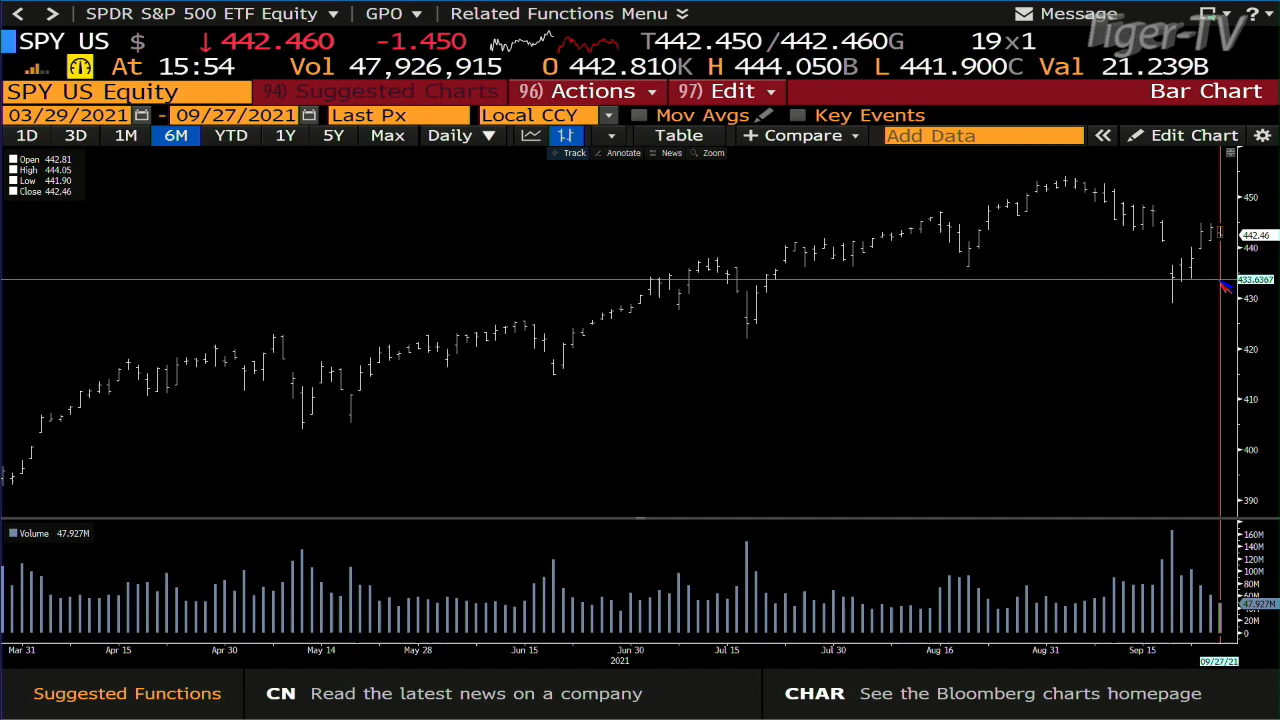 SPDR S&P 500 ETF Equity GPO Related Functions Menu Message ?
Tiger-TV
SPY US $ ↓ 442.460 -1.450 T442.450/442.460G 19x1
At 15:54 Vol 47,926,915 O 442.810K H 444.050B L 441.900C Val 21.239B
SPY US Equity 94) Suggested Charts 96) Actions 97) Edit Bar Chart
03/29/2021 - 09/27/2021 Last Px Local CCY Mov Avgs Key Events
1D 3D 1M 6M YTD 1Y 5Y Max Daily Table + Compare Add Data Edit Chart
Track Annotate News Zoom
Open 442.81
High 444.05
Low 441.90
Close 442.46
450
442.46
440
433.6367
430
420
410
400
390
Volume 47.927M
160M
140M
120M
100M
80M
60M
47.927M
20M
0
Mar 31 Apr 15 Apr 30 May 14 May 28 Jun 15 Jun 30 Jul 15 Jul 30 Aug 16 Aug 31 Sep 15
2021 09/27/21
Suggested Functions CN Read the latest news on a company CHAR See the Bloomberg charts homepage